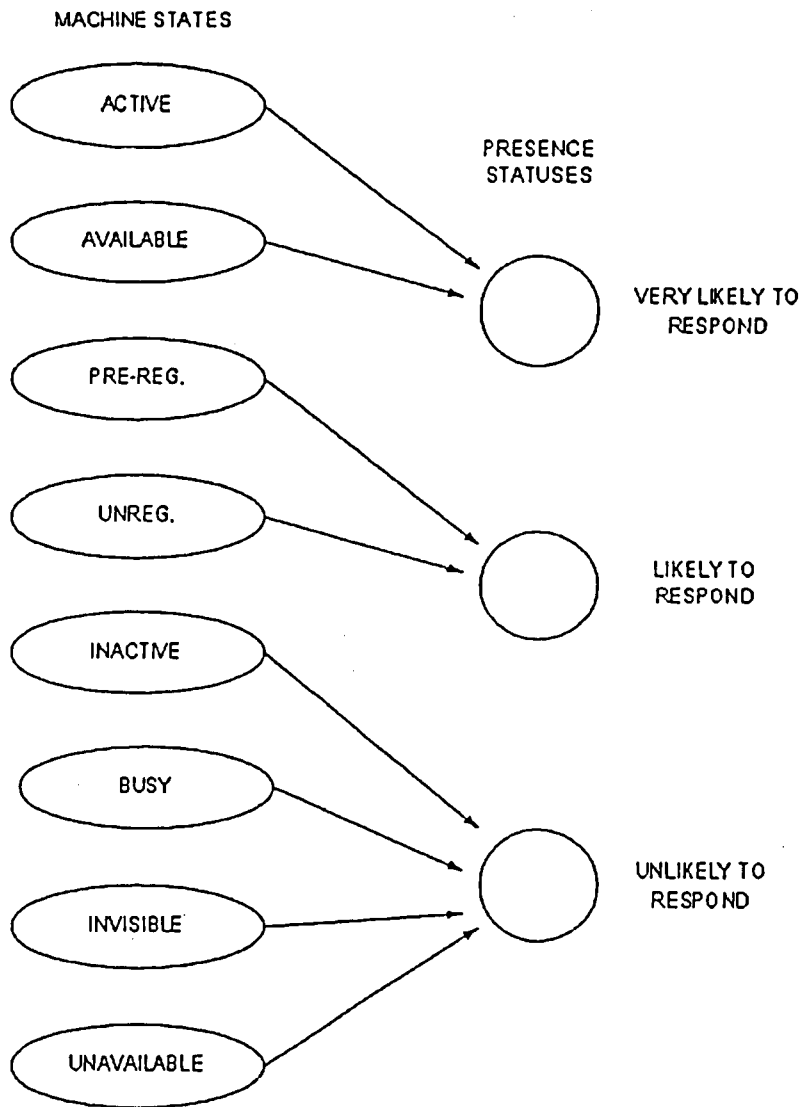 MACHINE STATES
ACTIVE
PRESENCE
STATUSES
AVAILABLE
VERY LIKELY TO
RESPOND
PRE-REG.
UNREG.
LIKELY TO
RESPOND
INACTIVE
BUSY
UNLIKELY TO
RESPOND
INVISIBLE
UNAVAILABLE